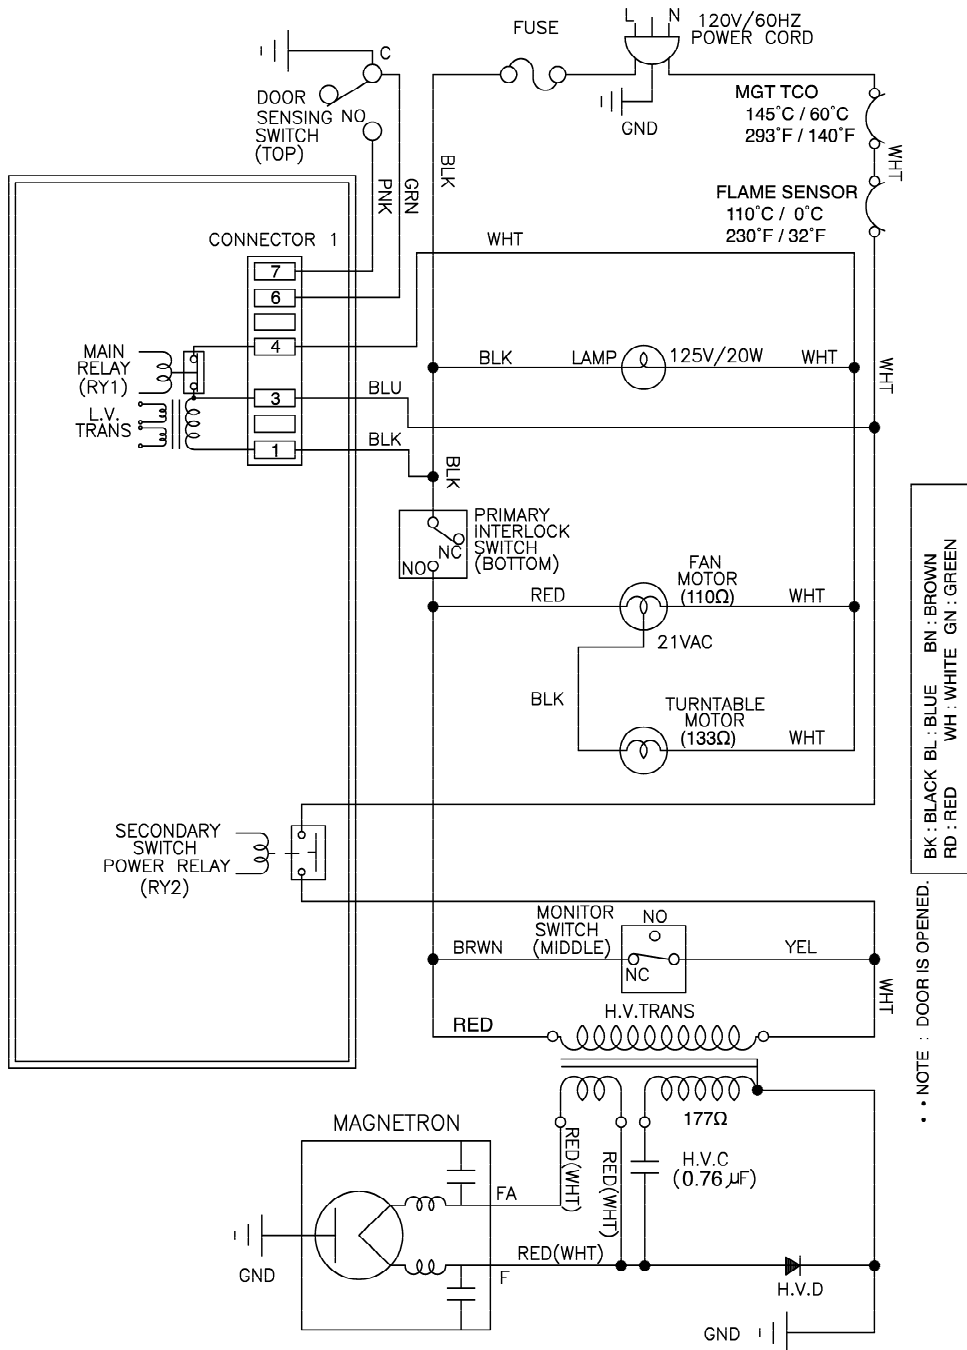 FUSE
L N
120V/60HZ
POWER CORD
GND
C
DOOR
SENSING NO
SWITCH
(TOP)
MGT TCO
145°C / 60°C
293°F / 140°F
WHT
FLAME SENSOR
110°C / 0°C
230°F / 32°F
BLK
PNK
GRN
CONNECTOR 1
WHT
7
6
4
3
1
MAIN
RELAY
(RY1)
L.V.
TRANS
BLU
BLK
BLK
BLK
LAMP
125V/20W
WHT
WHT
PRIMARY
INTERLOCK
SWITCH
(BOTTOM)
NC
NO
RED
FAN
MOTOR
(110Ω)
WHT
21VAC
BLK
TURNTABLE
MOTOR
(133Ω)
WHT
SECONDARY
SWITCH
POWER RELAY
(RY2)
MONITOR
SWITCH
(MIDDLE)
NO
NC
BRWN
YEL
WHT
RED
H.V.TRANS
177Ω
H.V.C
(0.76 µF)
RED(WHT)
RED(WHT)
MAGNETRON
FA
RED(WHT)
F
GND
H.V.D
GND
BK : BLACK BL : BLUE BN : BROWN
RD : RED WH : WHITE GN : GREEN
• • NOTE : DOOR IS OPENED.